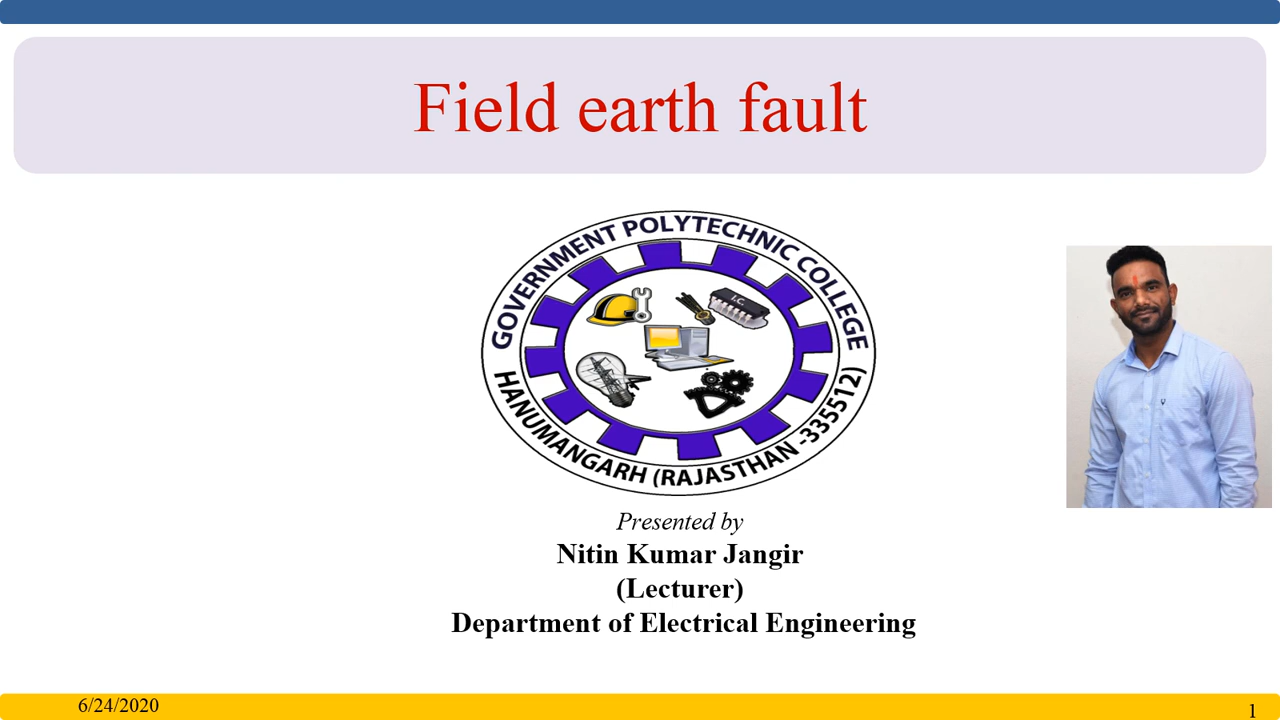 Field earth fault
GOVERNMENT POLYTECHNIC COLLEGE
I.C.
HANUMANGARH (RAJASTHAN -335512)
Presented by
Nitin Kumar Jangir
(Lecturer)
Department of Electrical Engineering
6/24/2020
1